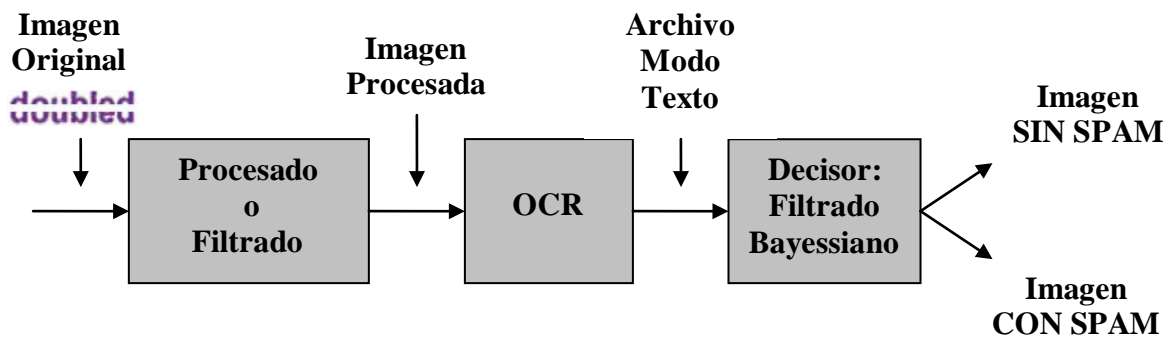 Imagen
Original
doubled
Imagen
Procesada
Archivo
Modo
Texto
Imagen
SIN SPAM
Procesado
o
Filtrado
OCR
Decisor:
Filtrado
Bayessiano
Imagen
CON SPAM